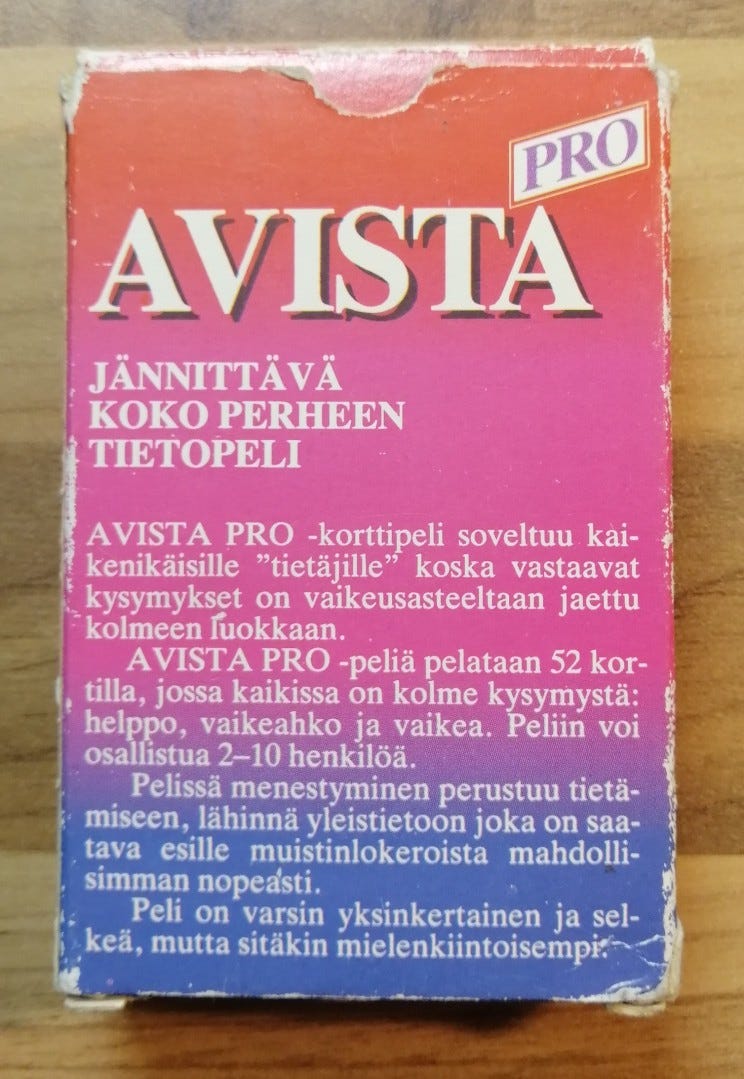 PRO
AVISTA
JÄNNITTÄVÄ
KOKO PERHEEN
TIETOPELI
AVISTA PRO -korttipeli soveltuu kai-
kenikäisille ”tietäjille” koska vastaavat
kysymykset on vaikeusasteeltaan jaettu
kolmeen luokkaan.
AVISTA PRO -peliä pelataan 52 kor-
tilla, jossa kaikissa on kolme kysymystä:
helppo, vaikeahko ja vaikea. Peliin voi
osallistua 2–10 henkilöä.
Pelissä menestyminen perustuu tietä-
miseen, lähinnä yleistietoon joka on saa-
tava esille muistinlokeroista mahdolli-
simman nopeasti.
Peli on varsin yksinkertainen ja sel-
keä, mutta sitäkin mielenkiintoisempi.